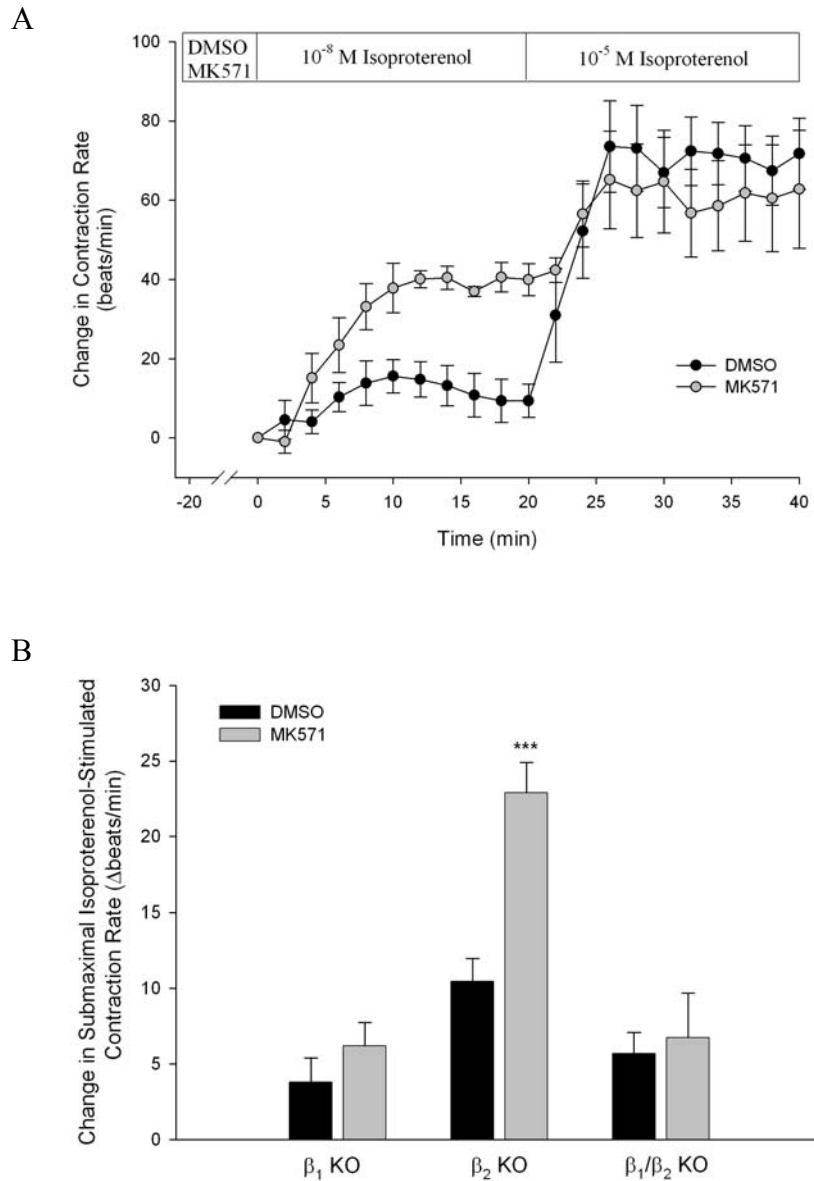 A
DMSO
MK571
10⁻⁸ M Isoproterenol
10⁻⁵ M Isoproterenol
100
80
60
40
20
0
Change in Contraction Rate
(beats/min)
DMSO
MK571
-20
0
5
10
15
20
25
30
35
40
Time (min)
B
Change in Submaximal Isoproterenol-Stimulated
Contraction Rate (Δbeats/min)
30
25
20
15
10
5
0
DMSO
MK571
***
β₁ KO
β₂ KO
β₁/β₂ KO